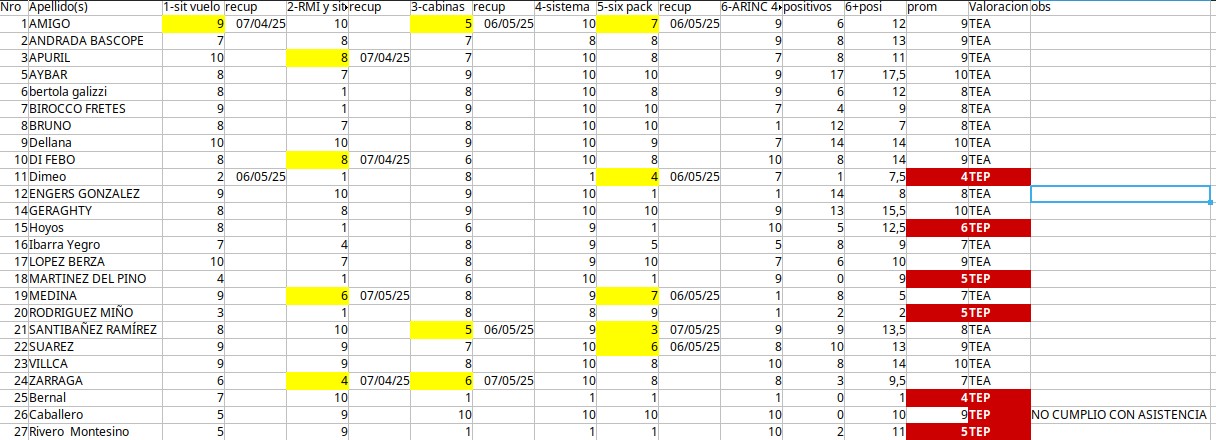 Nro Apellido(s) 1-sit vuelo recup 2-RMI y sit recup 3-cabinas recup 4-sistema 5-six pack recup 6-ARINC 4 positivos 6+posi prom Valoracion obs
1 AMIGO 9 07/04/25 10 5 06/05/25 10 7 06/05/25 9 6 12 9 TEA
2 ANDRADA BASCOPE 7 8 7 8 8 9 8 13 9 TEA
3 APURIL 10 8 07/04/25 7 10 8 7 8 11 9 TEA
5 AYBAR 8 7 9 10 10 9 17 17,5 10 TEA
6 bertola galizzi 8 1 8 10 10 9 6 12 8 TEA
7 BIROCCO FRETES 9 1 9 10 10 7 4 9 8 TEA
8 BRUNO 8 7 8 10 10 1 12 7 8 TEA
9 Dellana 10 10 9 10 9 7 14 14 10 TEA
10 DI FEBO 8 8 07/04/25 6 10 8 10 8 14 9 TEA
11 Dimeo 2 06/05/25 1 8 1 4 06/05/25 7 1 7,5 4 TEP
12 ENGERS GONZALEZ 9 10 9 10 1 1 14 8 8 TEA
14 GERAGHTY 8 8 9 10 10 9 13 15,5 10 TEA
15 Hoyos 8 1 6 9 1 10 5 12,5 6 TEP
16 Ibarra Yegro 7 4 8 9 5 5 8 9 7 TEA
17 LOPEZ BERZA 10 7 8 9 10 7 6 10 9 TEA
18 MARTINEZ DEL PINO 4 1 6 10 1 9 0 9 5 TEP
19 MEDINA 9 6 07/05/25 8 9 7 06/05/25 1 8 5 7 TEA
20 RODRIGUEZ MIÑO 3 1 8 8 9 1 2 2 5 TEP
21 SANTIBAÑEZ RAMÍREZ 8 10 5 06/05/25 9 3 07/05/25 9 9 13,5 8 TEA
22 SUAREZ 9 9 7 10 6 06/05/25 8 10 13 9 TEA
23 VILLCA 9 9 8 10 8 10 8 14 10 TEA
24 ZARRAGA 6 4 07/04/25 6 07/05/25 10 8 8 3 9,5 7 TEA
25 Bernal 7 10 1 1 1 1 0 1 4 TEP
26 Caballero 5 9 10 10 10 10 0 10 9 TEP NO CUMPLIO CON ASISTENCIA
27 Rivero Montesino 5 9 1 1 1 10 2 11 5 TEP